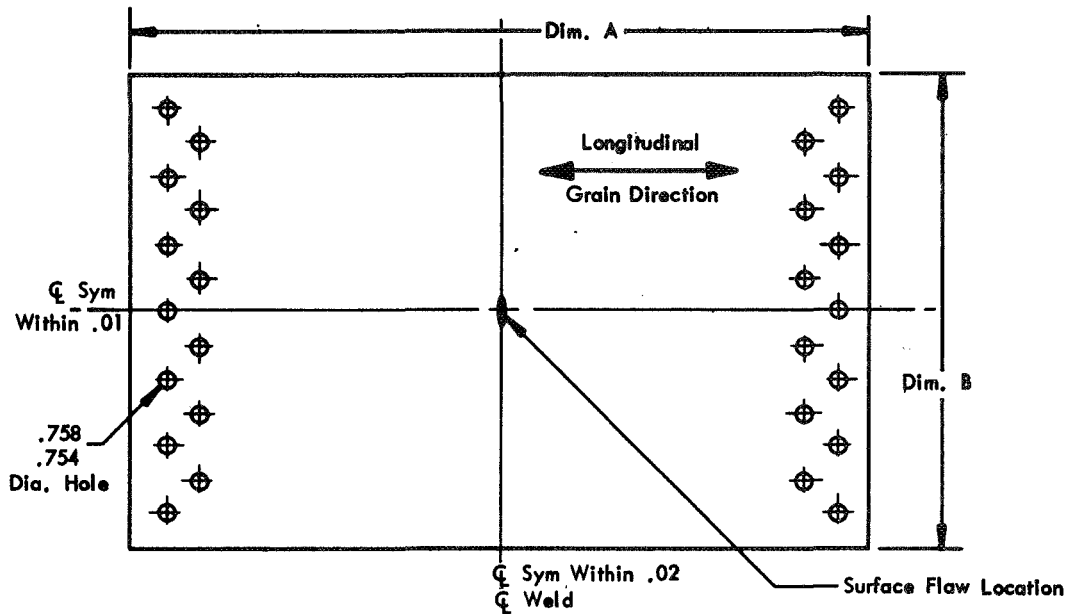 Dim. A
Longitudinal
Grain Direction
℄ Sym
Within .01
Dim. B
.758
.754
Dia. Hole
℄ Sym Within .02
℄ Weld
Surface Flaw Location